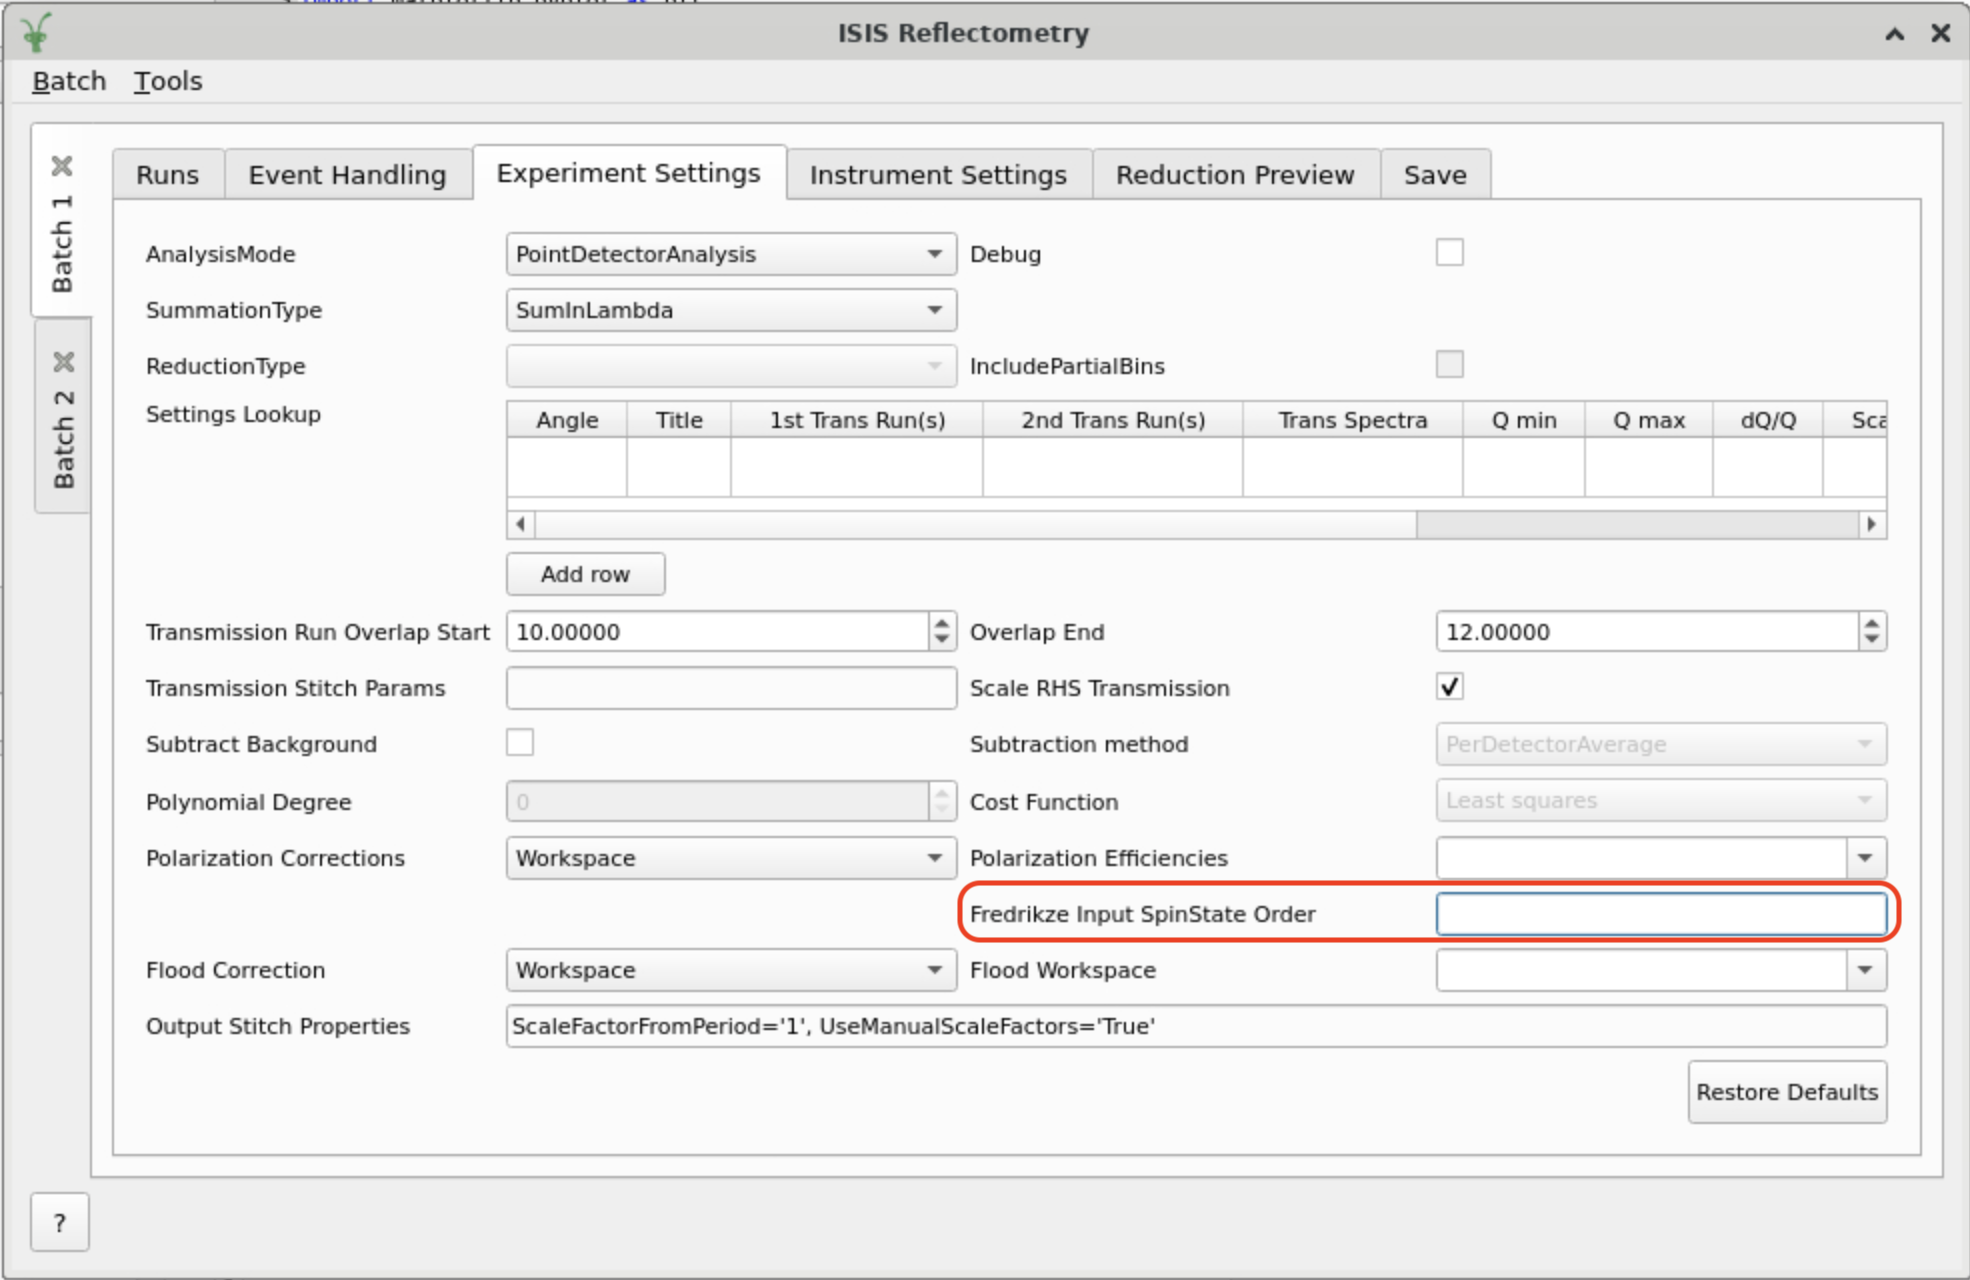 ISIS Reflectometry
Batch Tools
Batch 1
Batch 2
Runs Event Handling Experiment Settings Instrument Settings Reduction Preview Save
AnalysisMode PointDetectorAnalysis Debug
SummationType SumInLambda
ReductionType IncludePartialBins
Settings Lookup Angle Title 1st Trans Run(s) 2nd Trans Run(s) Trans Spectra Q min Q max dQ/Q Sca
Add row
Transmission Run Overlap Start 10.00000 Overlap End 12.00000
Transmission Stitch Params Scale RHS Transmission
Subtract Background Subtraction method PerDetectorAverage
Polynomial Degree 0 Cost Function Least squares
Polarization Corrections Workspace Polarization Efficiencies
Fredrikze Input SpinState Order
Flood Correction Workspace Flood Workspace
Output Stitch Properties ScaleFactorFromPeriod='1', UseManualScaleFactors='True'
Restore Defaults
?